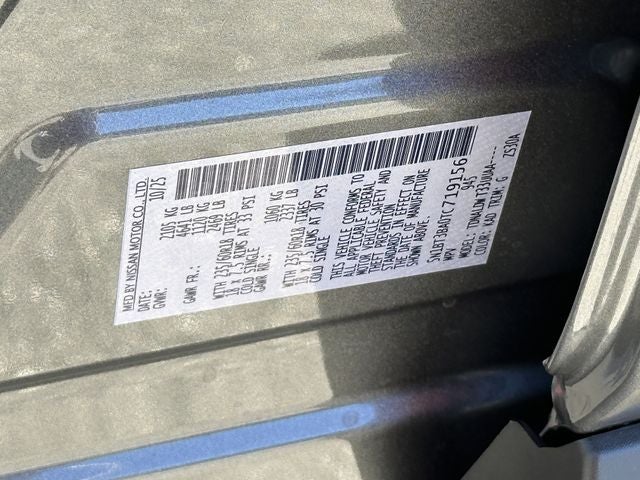 MFD BY NISSAN MOTOR CO., LTD.
DATE: 10/25
GWR: 2105 KG
4641 LB
GAWR FR: 1120 KG
2469 LB
WITH 235/60R18 TIRES
18 X 7.5 RIMS AT 33 PSI
COLD SINGLE
GAWR RR: 1060 KG
2337 LB
WITH 235/60R18 TIRES
18 X 7.5 RIMS AT 30 PSI
COLD SINGLE
THIS VEHICLE CONFORMS TO
ALL APPLICABLE FEDERAL
MOTOR VEHICLE SAFETY AND
THEFT PREVENTION
STANDARDS IN EFFECT ON
THE DATE OF MANUFACTURE
SHOWN ABOVE.
719156
MPV 945
MODEL:
COLOR: KAD TRIM: G ZS30A